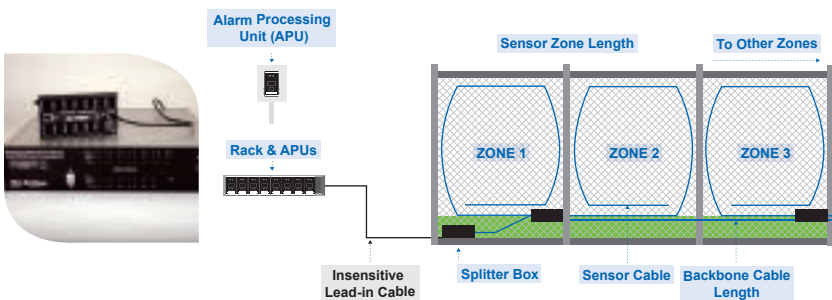 Alarm Processing
Unit (APU)
Sensor Zone Length
To Other Zones
Rack & APUs
ZONE 1
ZONE 2
ZONE 3
Insensitive
Lead-in Cable
Splitter Box
Sensor Cable
Backbone Cable
Length